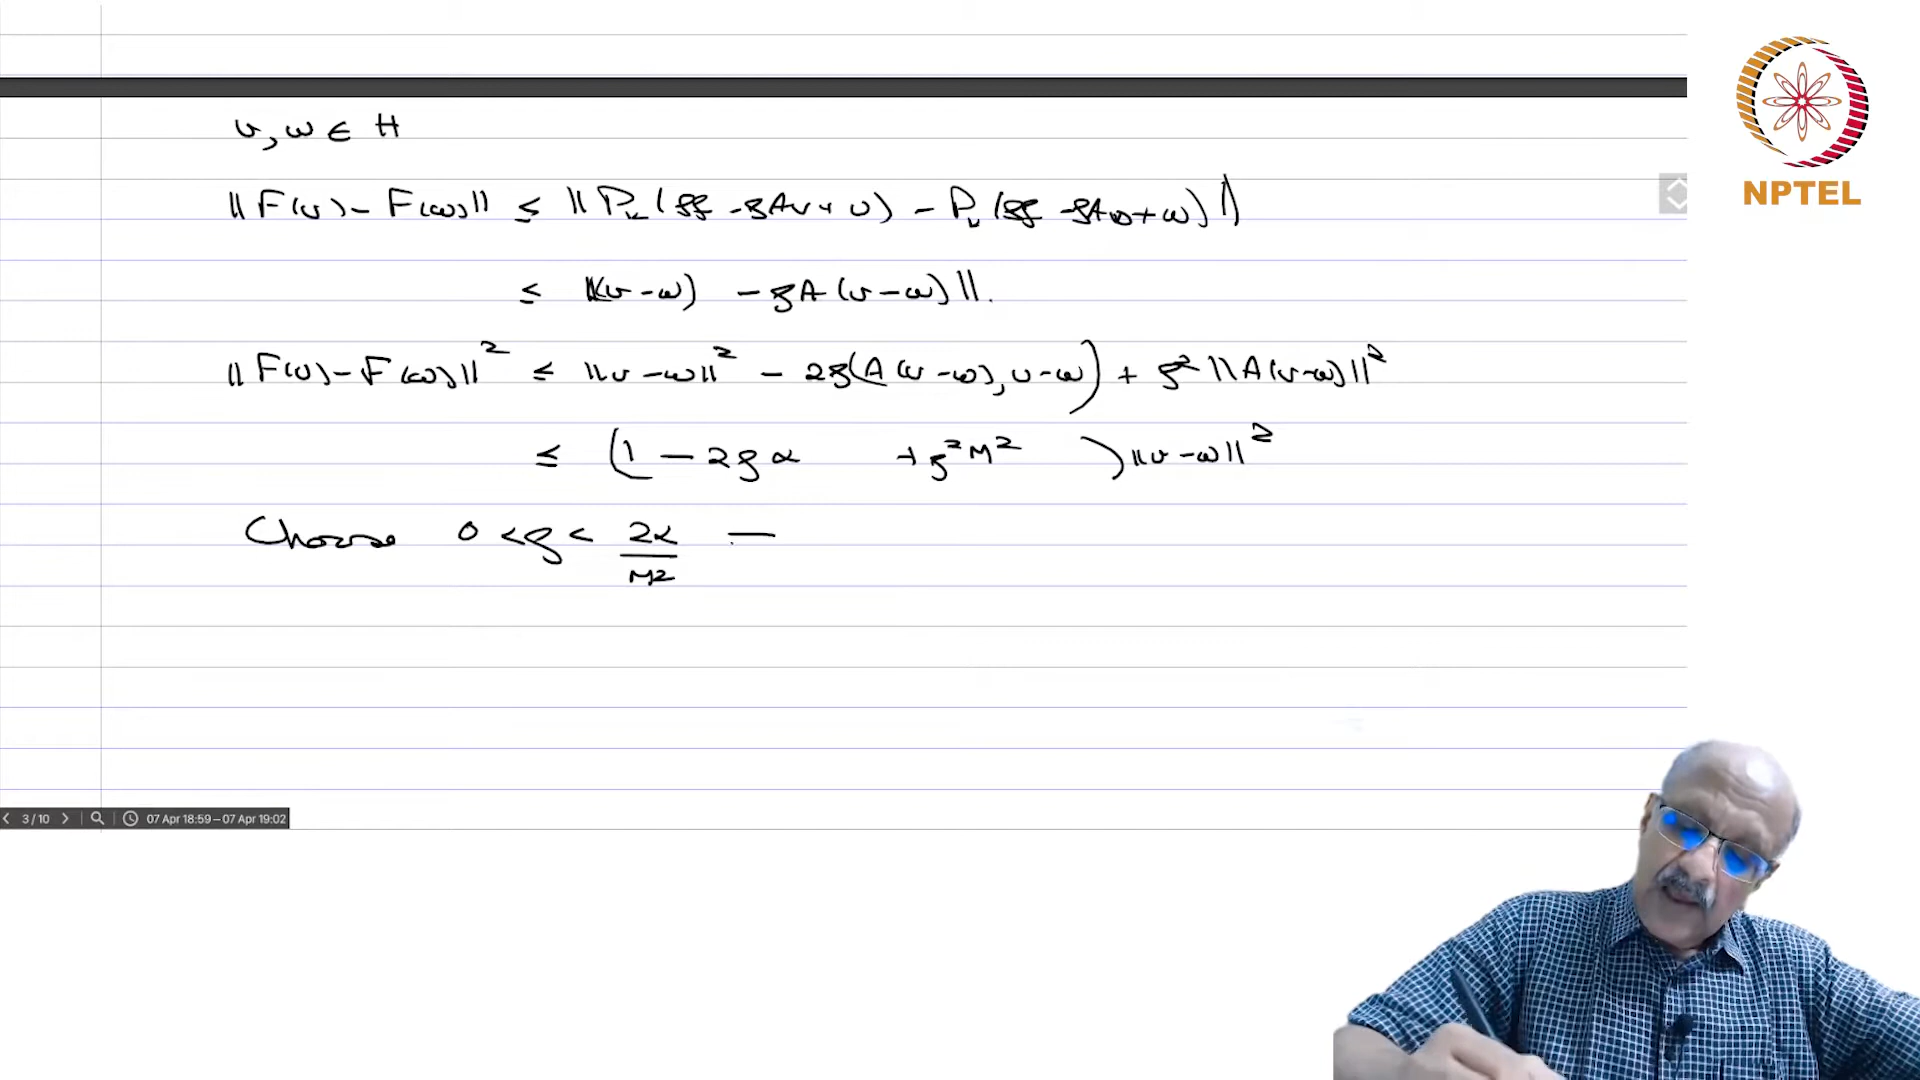 v, w ∈ H
‖F(v) - F(w)‖ ≤ ‖P_K(ρf - ρAv + v) - P_K(ρf - ρAw + w)‖
≤ ‖(v - w) - ρA(v - w)‖.
‖F(v) - F(w)‖² ≤ ‖v - w‖² - 2ρ(A(v - w), v - w) + ρ²‖A(v - w)‖²
≤ (1 - 2ρα + ρ²M²)‖v - w‖²
Choose 0 < ρ < 2α/M² —
NPTEL
3/10 07 Apr 18:59 – 07 Apr 19:02